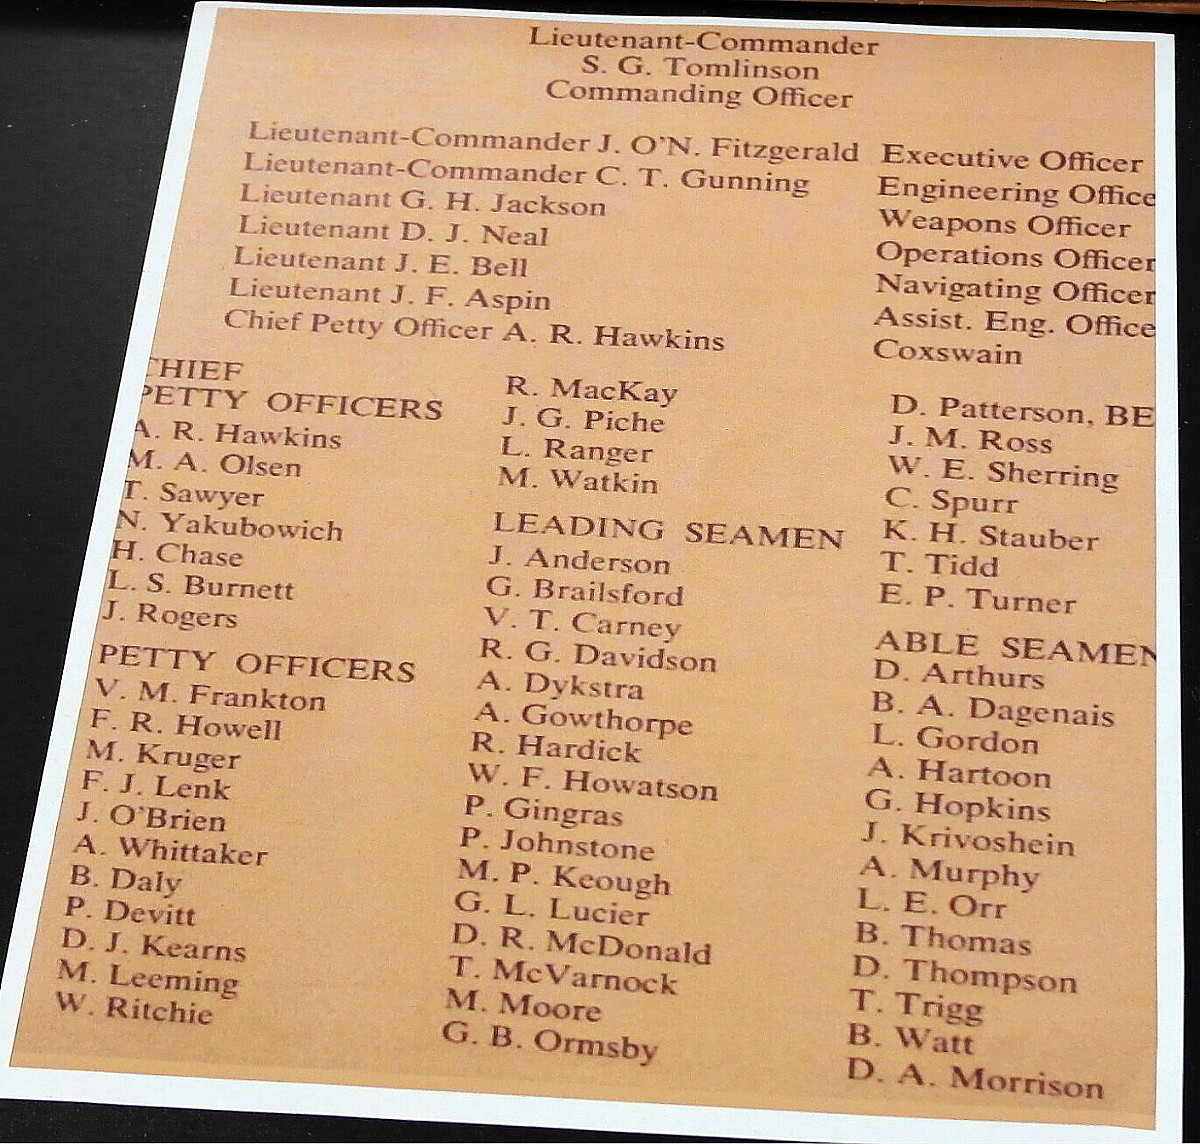 Lieutenant-Commander
S. G. Tomlinson
Commanding Officer
Lieutenant-Commander J. O'N. Fitzgerald Executive Officer
Lieutenant-Commander C. T. Gunning Engineering Office
Lieutenant G. H. Jackson Weapons Officer
Lieutenant D. J. Neal Operations Officer
Lieutenant J. E. Bell Navigating Officer
Lieutenant J. F. Aspin Assist. Eng. Office
Chief Petty Officer A. R. Hawkins Coxswain
CHIEF
PETTY OFFICERS
A. R. Hawkins
M. A. Olsen
T. Sawyer
N. Yakubowich
H. Chase
L. S. Burnett
J. Rogers
PETTY OFFICERS
V. M. Frankton
F. R. Howell
M. Kruger
F. J. Lenk
J. O'Brien
A. Whittaker
B. Daly
P. Devitt
D. J. Kearns
M. Leeming
W. Ritchie
R. MacKay
J. G. Piche
L. Ranger
M. Watkin
LEADING SEAMEN
J. Anderson
G. Brailsford
V. T. Carney
R. G. Davidson
A. Dykstra
A. Gowthorpe
R. Hardick
W. F. Howatson
P. Gingras
P. Johnstone
M. P. Keough
G. L. Lucier
D. R. McDonald
T. McVarnock
M. Moore
G. B. Ormsby
D. Patterson, BE
J. M. Ross
W. E. Sherring
C. Spurr
K. H. Stauber
T. Tidd
E. P. Turner
ABLE SEAMEN
D. Arthurs
B. A. Dagenais
L. Gordon
A. Hartoon
G. Hopkins
J. Krivoshein
A. Murphy
L. E. Orr
B. Thomas
D. Thompson
T. Trigg
B. Watt
D. A. Morrison